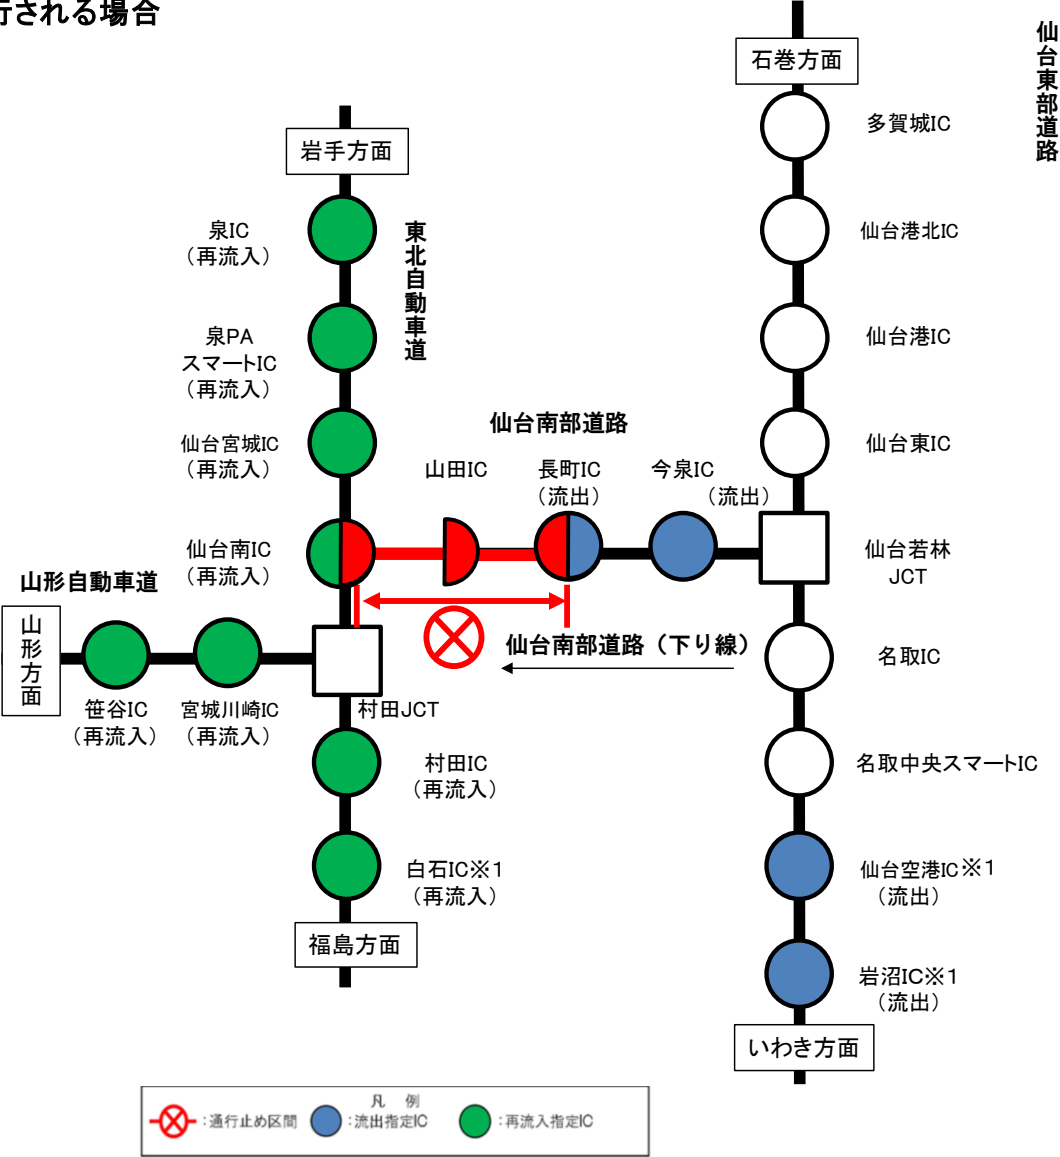 行される場合
仙台東部道路
石巻方面
多賀城IC
岩手方面
泉IC
(再流入)
東北自動車道
仙台港北IC
泉PA
スマートIC
(再流入)
仙台港IC
仙台南部道路
仙台宮城IC
(再流入)
仙台東IC
山田IC
長町IC
(流出)
今泉IC
(流出)
仙台南IC
(再流入)
仙台若林
JCT
山形自動車道
山形方面
仙台南部道路(下り線)
名取IC
笹谷IC
(再流入)
宮城川崎IC
(再流入)
村田JCT
村田IC
(再流入)
名取中央スマートIC
白石IC※1
(再流入)
仙台空港IC※1
(流出)
福島方面
岩沼IC※1
(流出)
いわき方面
凡 例
:通行止め区間 :流出指定IC :再流入指定IC